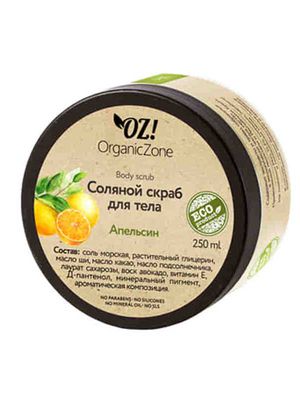 OZ!
OrganicZone
Body scrub
Соляной скраб
для тела
Апельсин
ECO
250 ml
Состав: соль морская, растительный глицерин,
масло ши, масло какао, масло подсолнечника,
лаурат сахарозы, воск авокадо, витамин Е,
Д-пантенол, минеральный пигмент,
ароматическая композиция.
NO PARABENS · NO SILICONES
NO MINERAL OIL · NO SLS